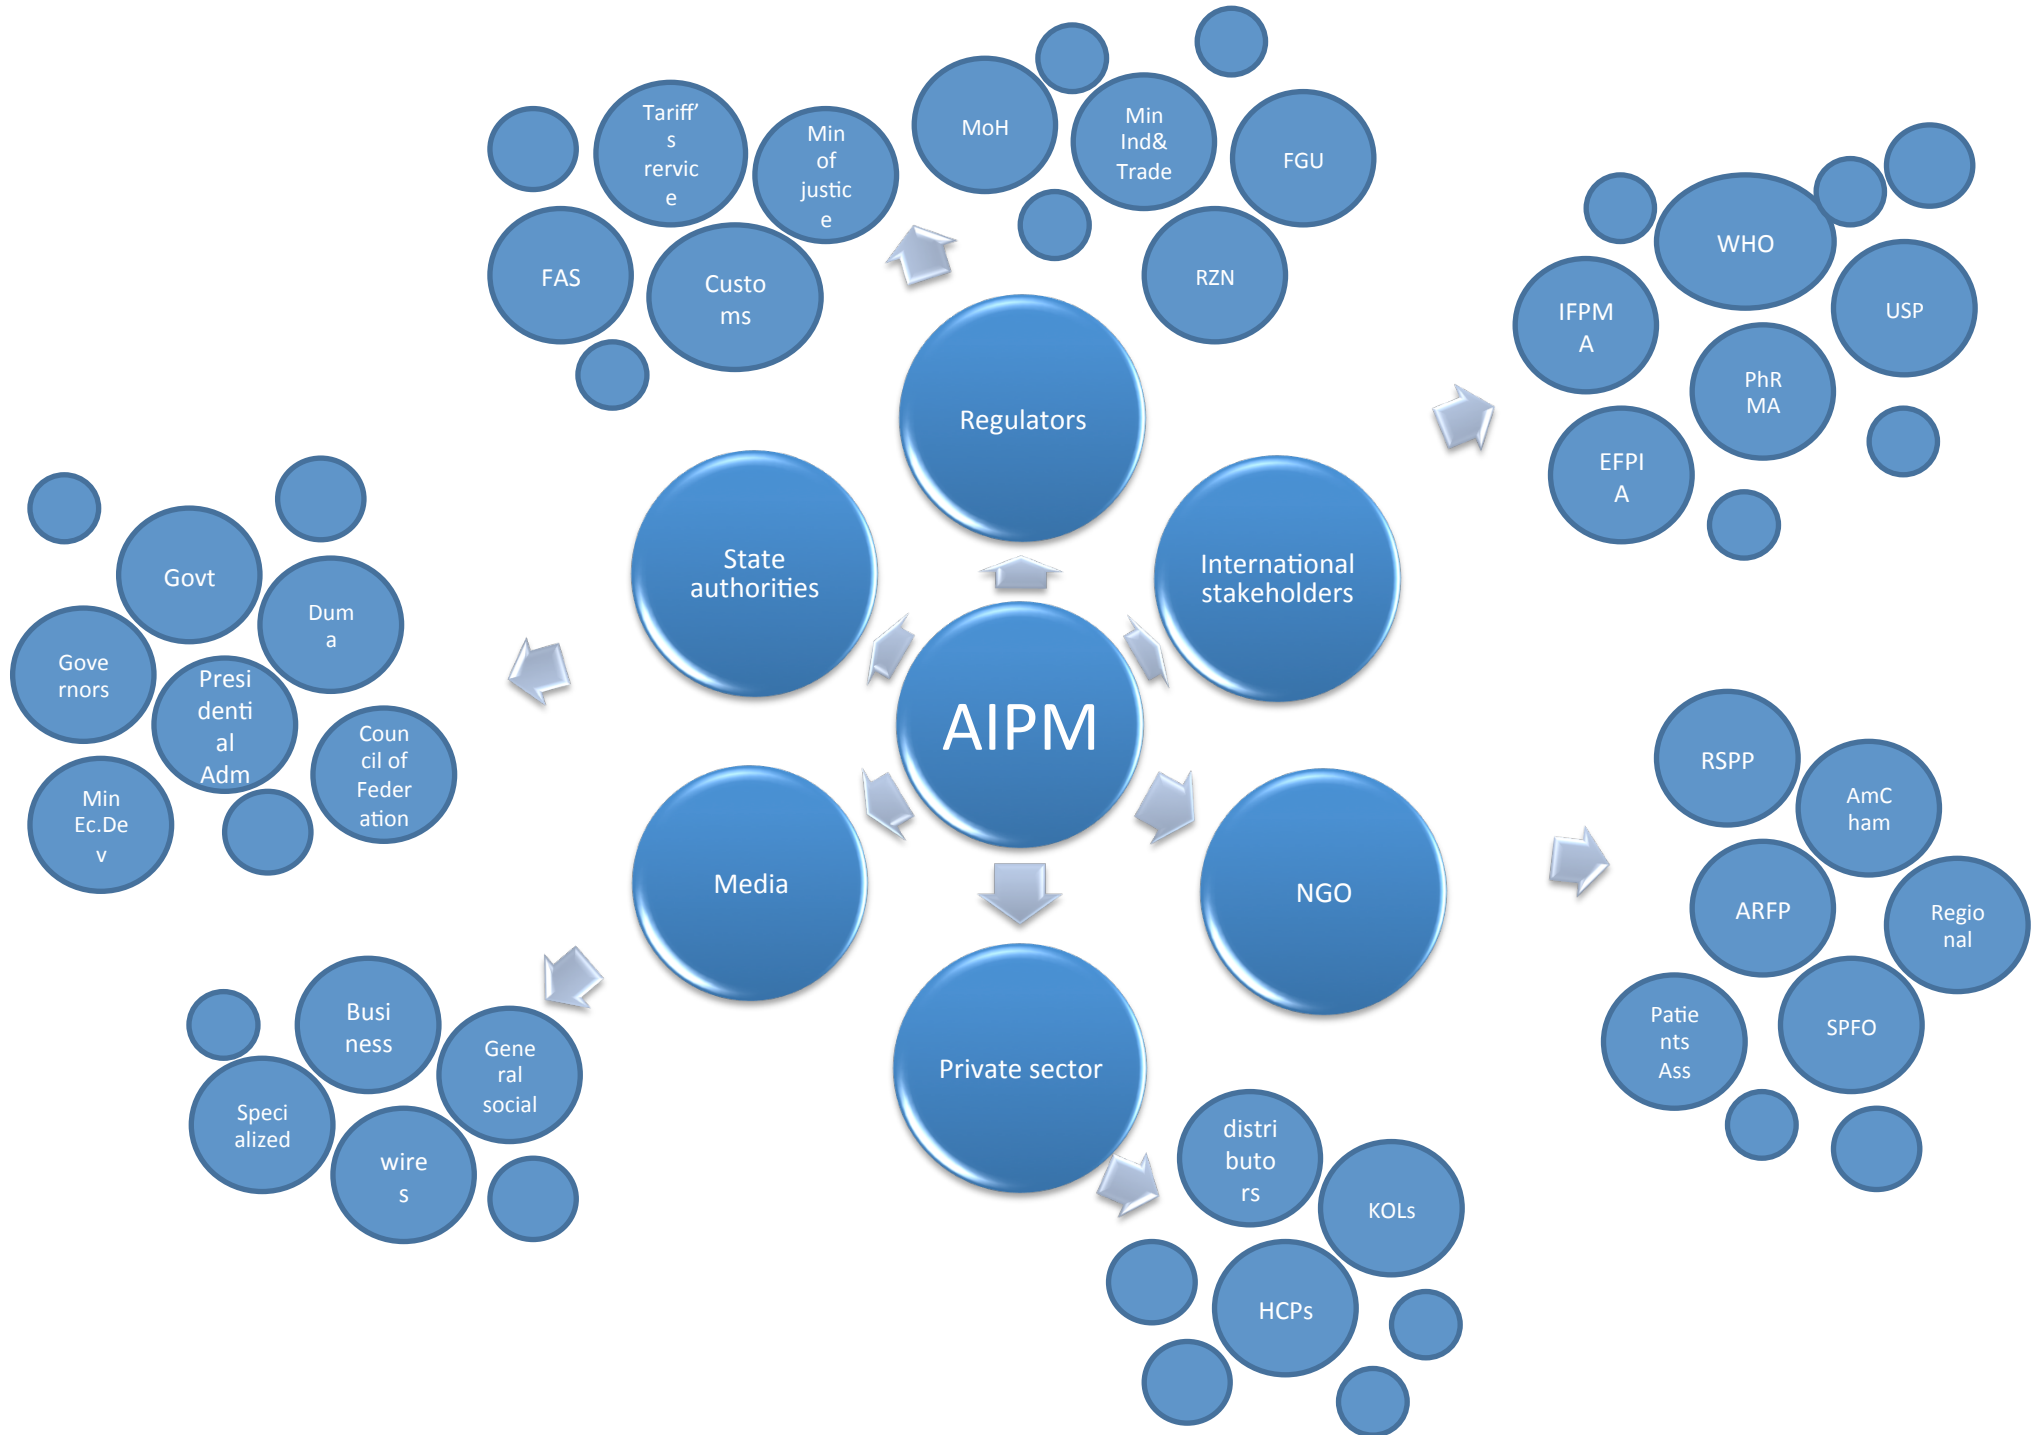 Tariff’
s
rervic
e
Min
of
justic
e
FAS
Custo
ms
MoH
Min
Ind&
Trade
FGU
RZN
WHO
IFPM
A
USP
PhR
MA
EFPI
A
Regulators
State
authorities
International
stakeholders
AIPM
Media
NGO
Private sector
Govt
Dum
a
Gove
rnors
Presi
denti
al
Adm
Coun
cil of
Feder
ation
Min
Ec.De
v
RSPP
AmC
ham
ARFP
Regio
nal
Patie
nts
Ass
SPFO
Busi
ness
Gene
ral
social
Speci
alized
wire
s
distri
buto
rs
KOLs
HCPs